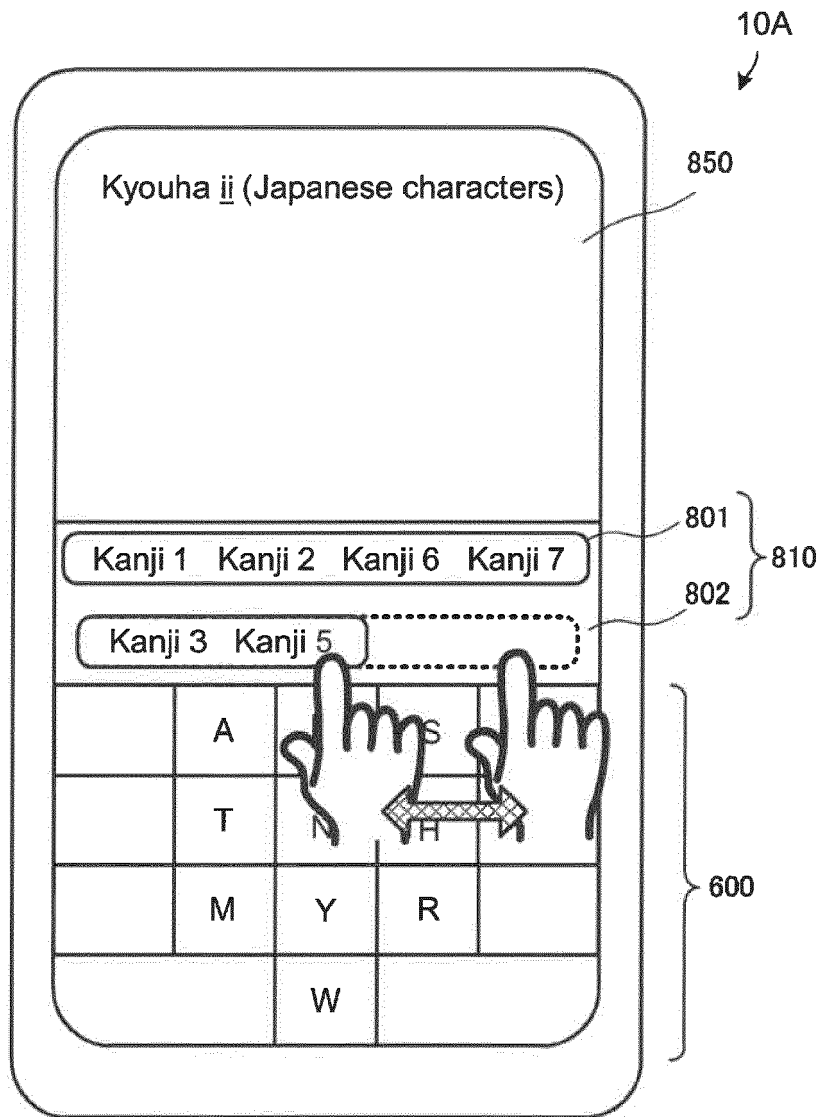 10A
850
Kyouha ii (Japanese characters)
801
Kanji 1 Kanji 2 Kanji 6 Kanji 7
810
802
Kanji 3 Kanji 5
A S
T N H
600
M Y R
W